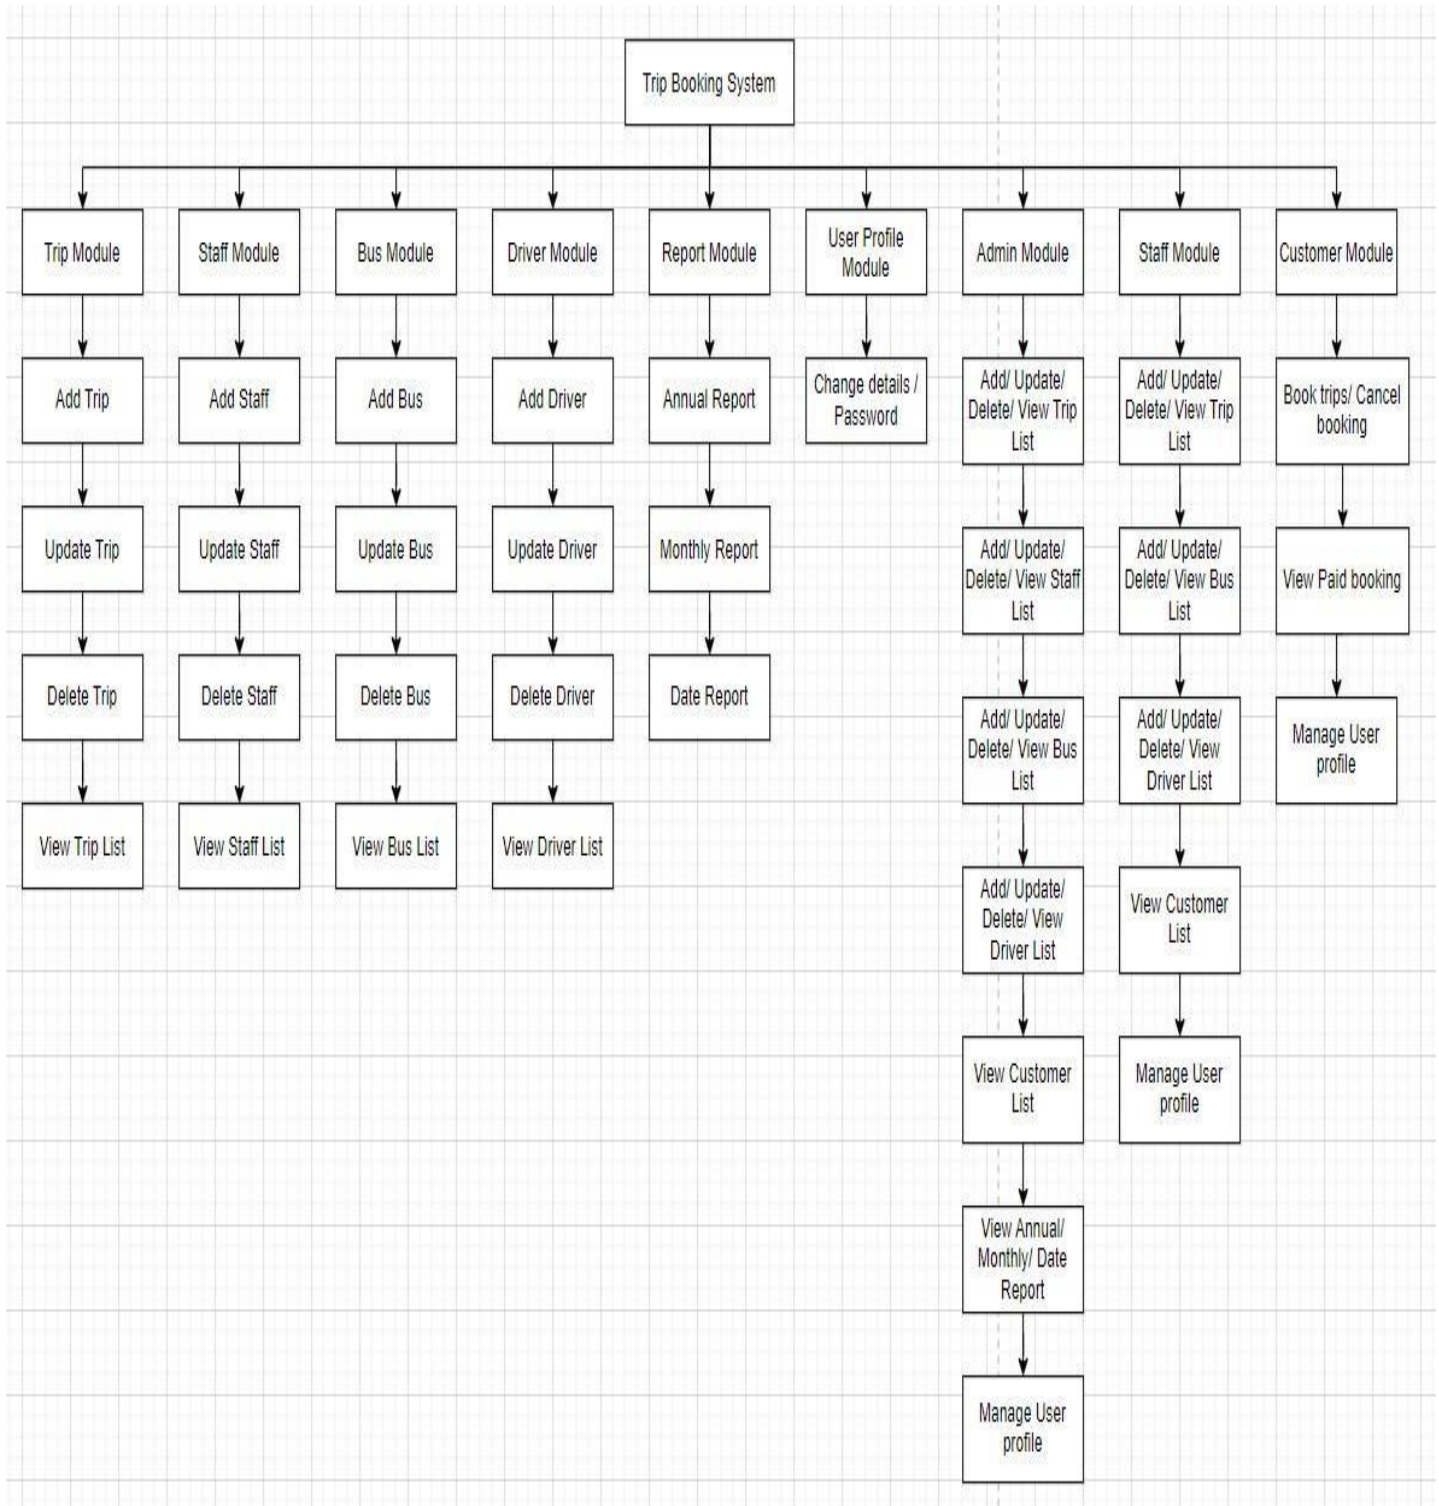 Trip Booking System
Trip Module
Staff Module
Bus Module
Driver Module
Report Module
User Profile
Module
Admin Module
Staff Module
Customer Module
Add Trip
Update Trip
Delete Trip
View Trip List
Add Staff
Update Staff
Delete Staff
View Staff List
Add Bus
Update Bus
Delete Bus
View Bus List
Add Driver
Update Driver
Delete Driver
View Driver List
Annual Report
Monthly Report
Date Report
Change details /
Password
Add/ Update/
Delete/ View Trip
List
Add/ Update/
Delete/ View Staff
List
Add/ Update/
Delete/ View Bus
List
Add/ Update/
Delete/ View
Driver List
View Customer
List
View Annual/
Monthly/ Date
Report
Manage User
profile
Add/ Update/
Delete/ View Trip
List
Add/ Update/
Delete/ View Bus
List
Add/ Update/
Delete/ View
Driver List
View Customer
List
Manage User
profile
Book trips/ Cancel
booking
View Paid booking
Manage User
profile